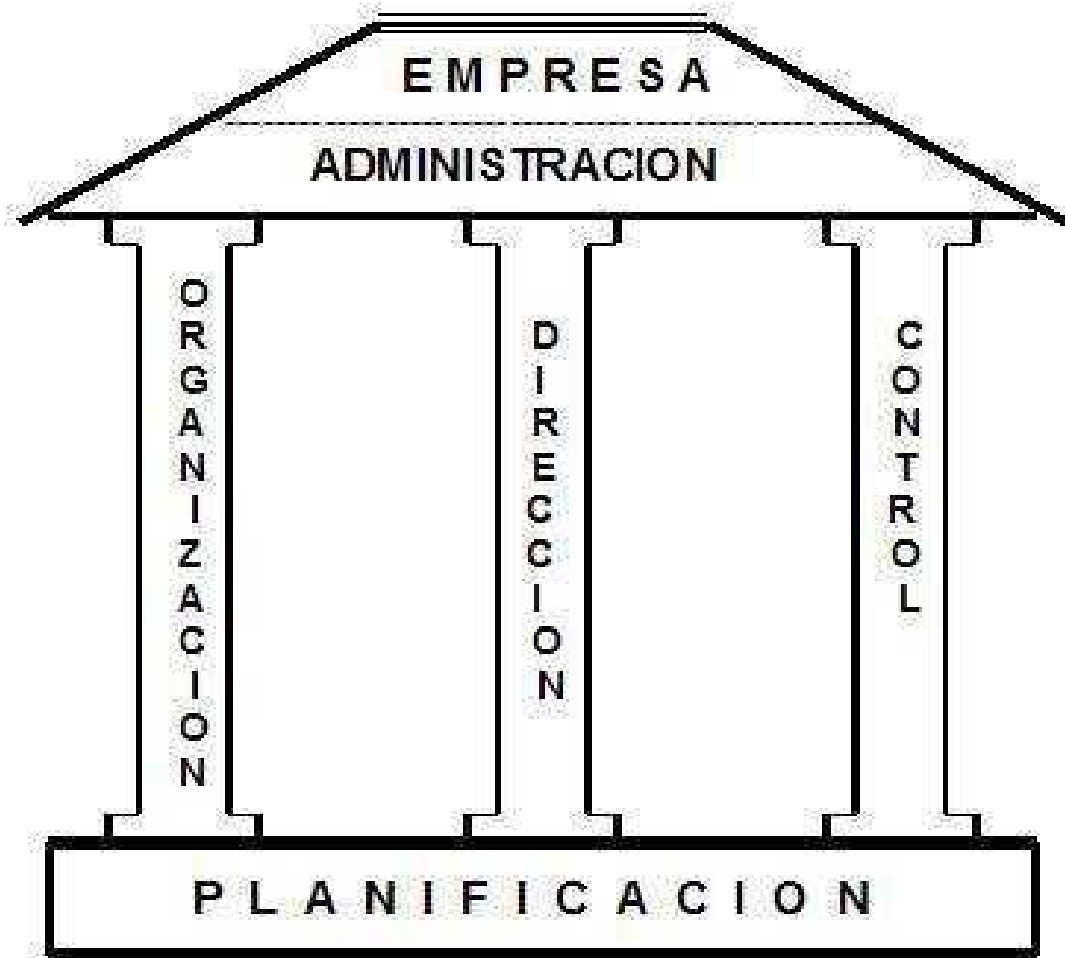 EMPRESA
ADMINISTRACION
ORGANIZACION
DIRECCION
CONTROL
PLANIFICACION